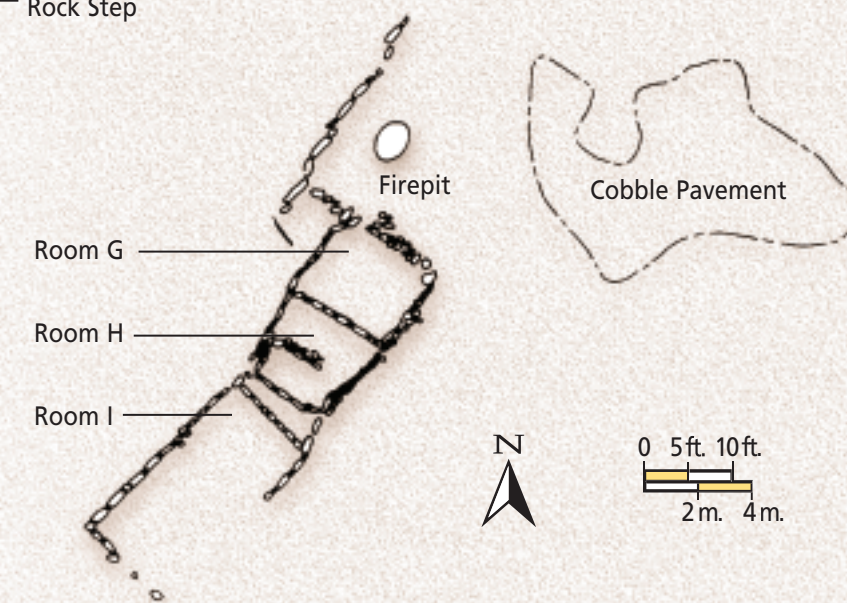 Rock Step
Firepit
Cobble Pavement
Room G
Room H
Room I
N
0 5 ft. 10 ft.
2 m. 4 m.